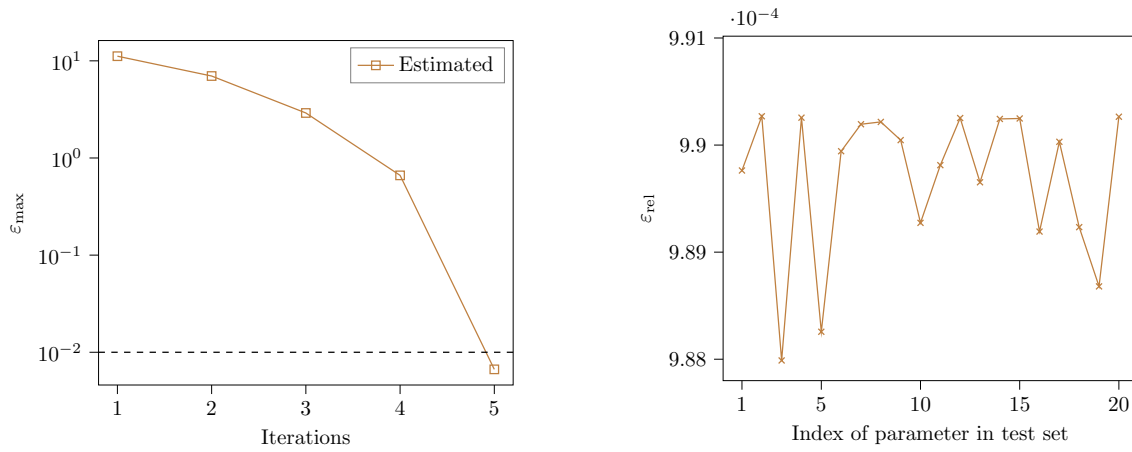 10^1
10^0
10^-1
10^-2
ε_max
1 2 3 4 5
Iterations
Estimated
·10^-4
9.91
9.9
9.89
9.88
ε_rel
1 5 10 15 20
Index of parameter in test set